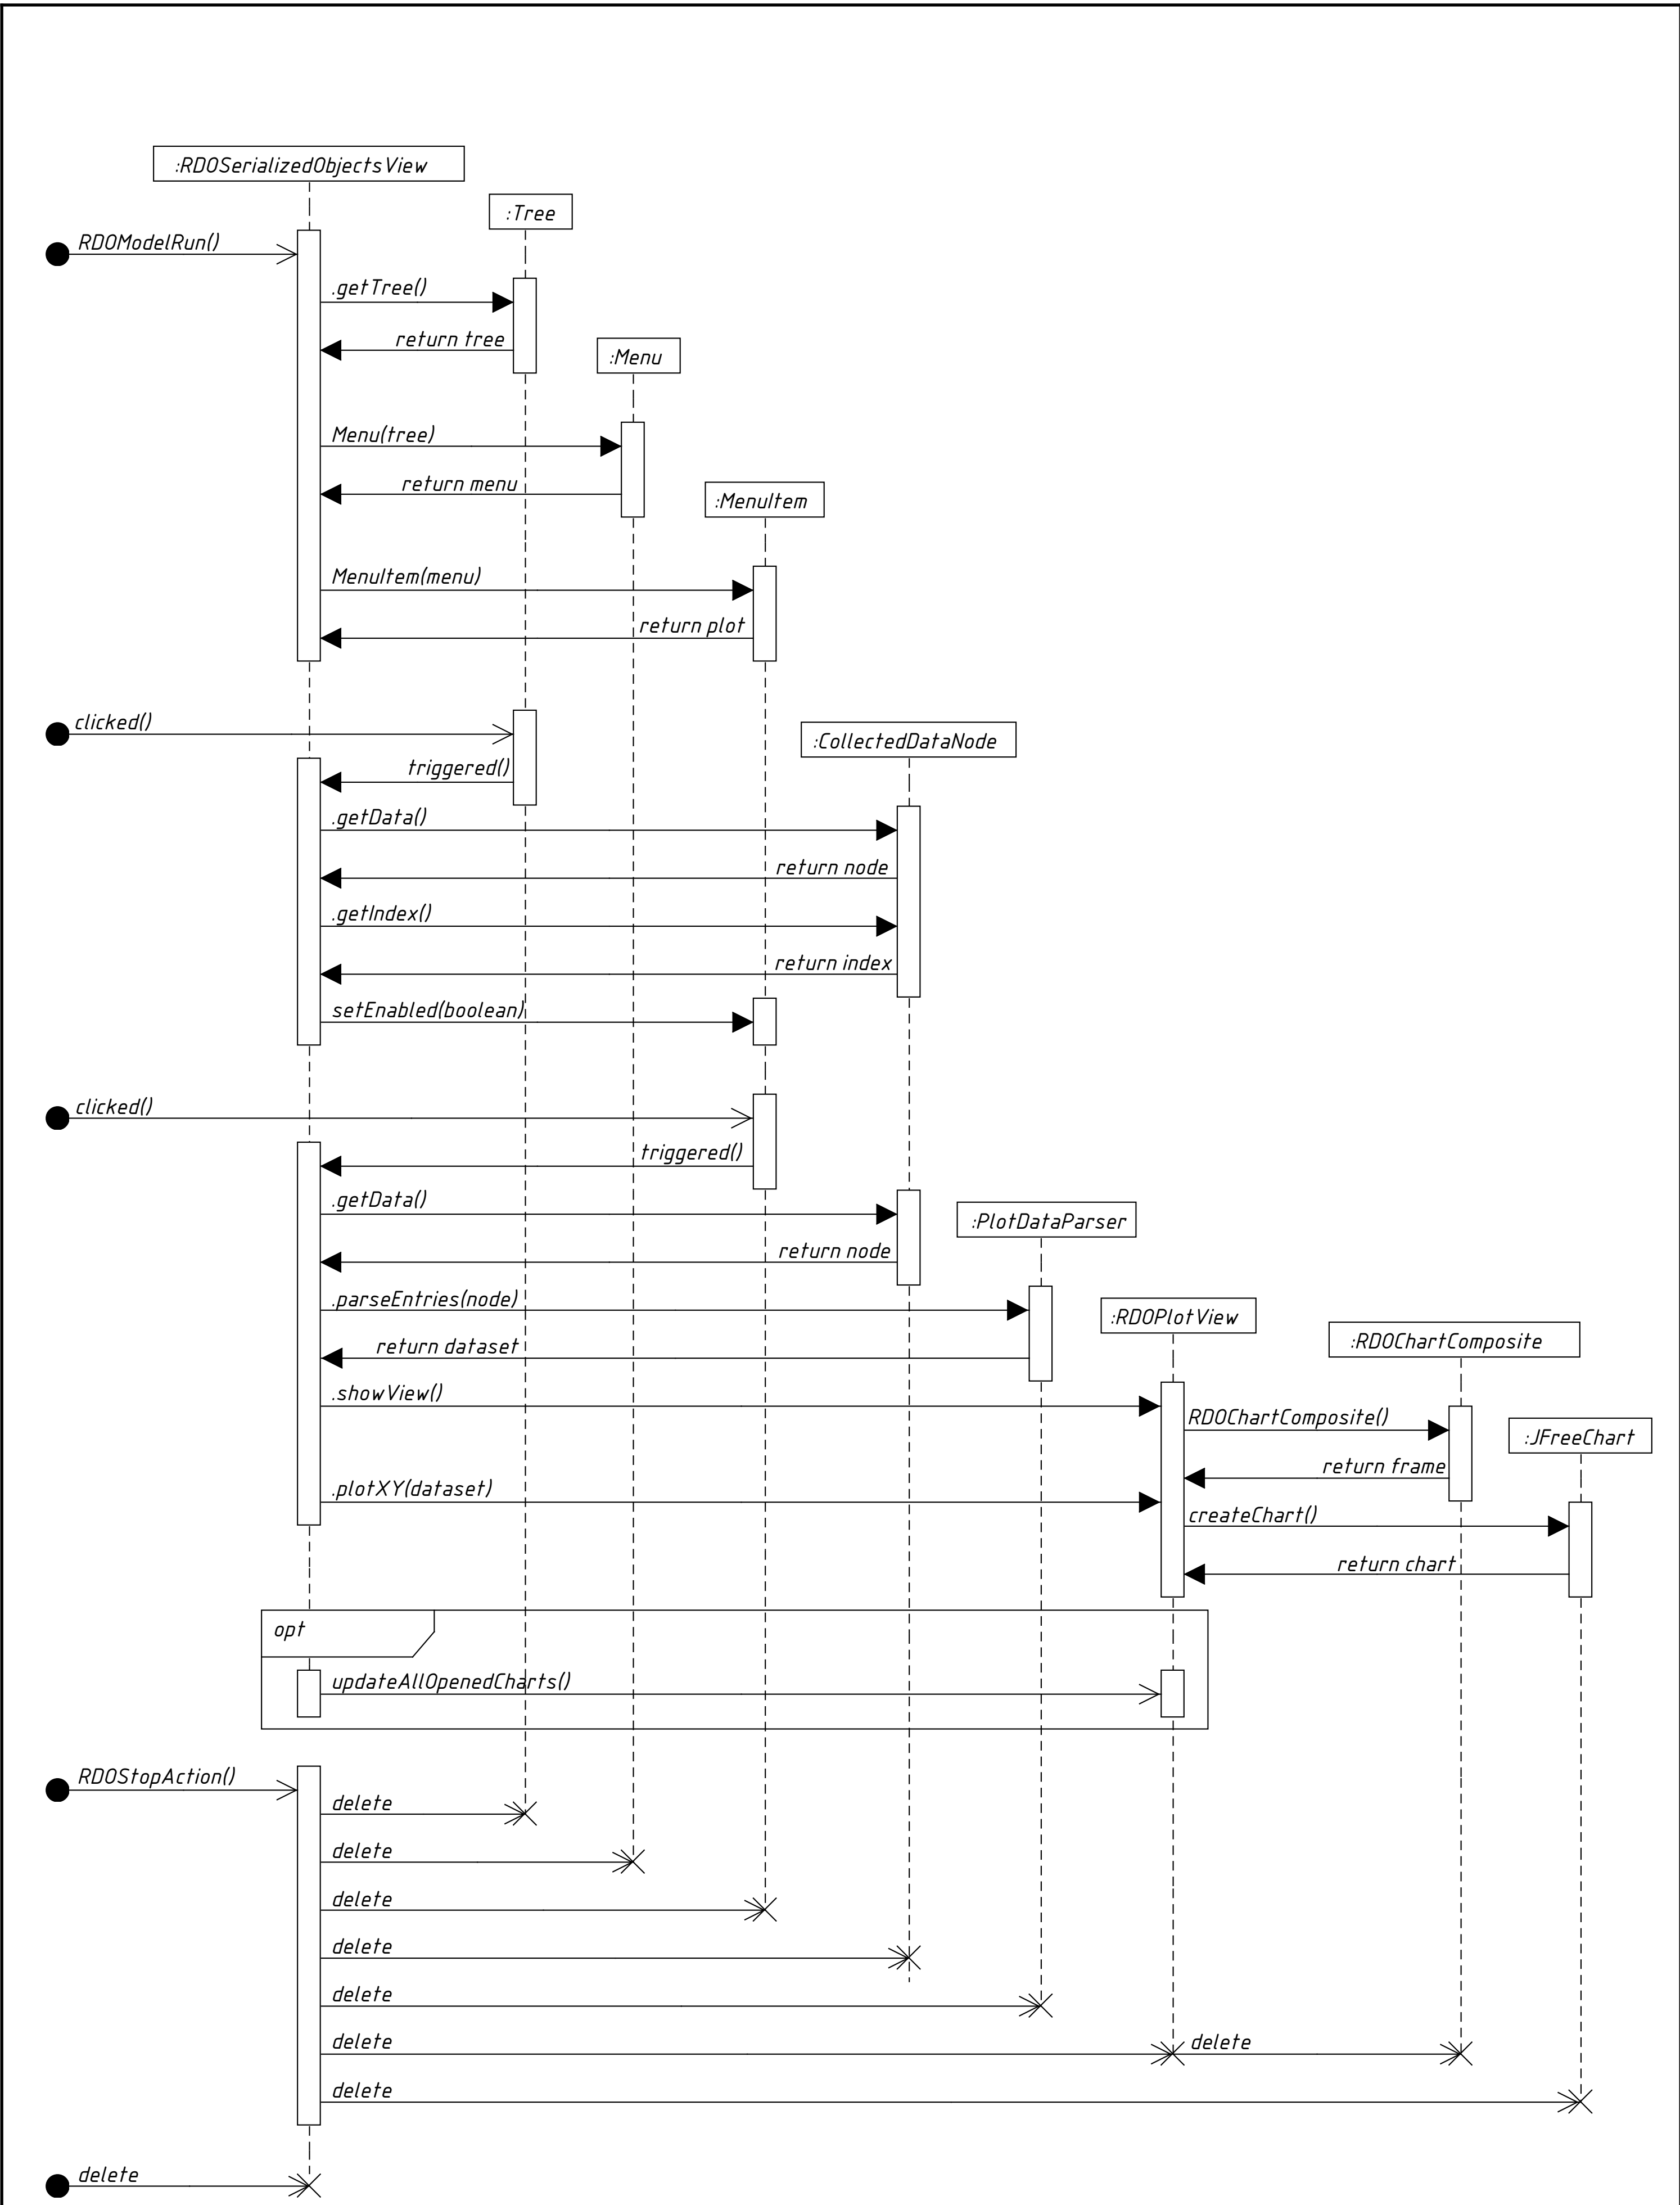 :RDOSerializedObjectsView
:Tree
RDOModelRun()
.getTree()
return tree
:Menu
Menu(tree)
return menu
:MenuItem
MenuItem(menu)
return plot
clicked()
:CollectedDataNode
triggered()
.getData()
return node
.getIndex()
return index
setEnabled(boolean)
clicked()
triggered()
.getData()
:PlotDataParser
return node
.parseEntries(node)
:RDOPlotView
:RDOChartComposite
return dataset
.showView()
RDOChartComposite()
:JFreeChart
return frame
.plotXY(dataset)
createChart()
return chart
opt
updateAllOpenedCharts()
RDOStopAction()
delete
delete
delete
delete
delete
delete
delete
delete
delete